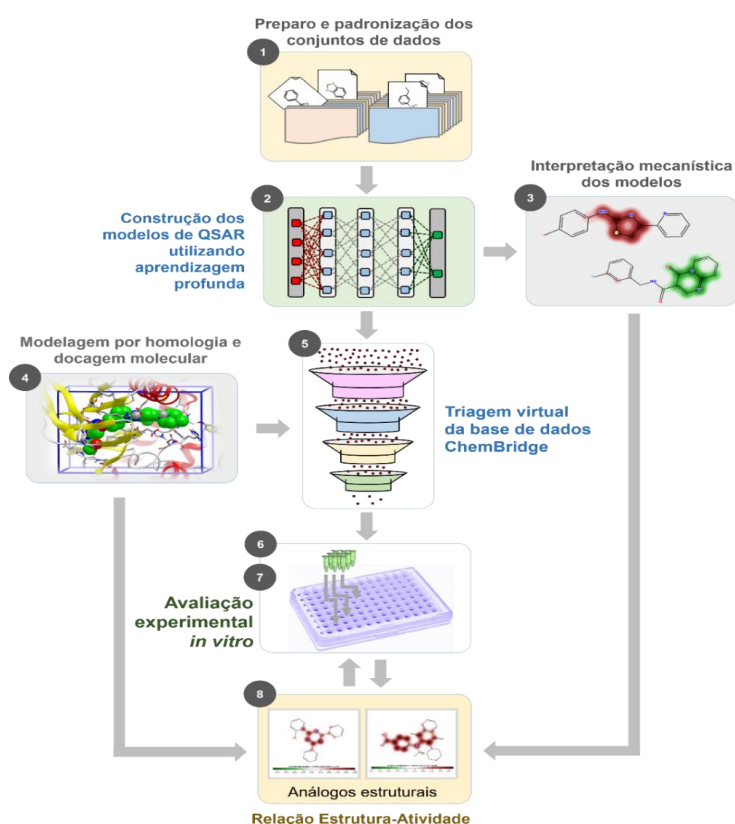 Preparo e padronização dos
conjuntos de dados
1
2
Construção dos
modelos de QSAR
utilizando
aprendizagem
profunda
Interpretação mecanística
dos modelos
3
Modelagem por homologia e
docagem molecular
4
5
Triagem virtual
da base de dados
ChemBridge
6
7
Avaliação
experimental
in vitro
8
Análogos estruturais
Relação Estrutura-Atividade